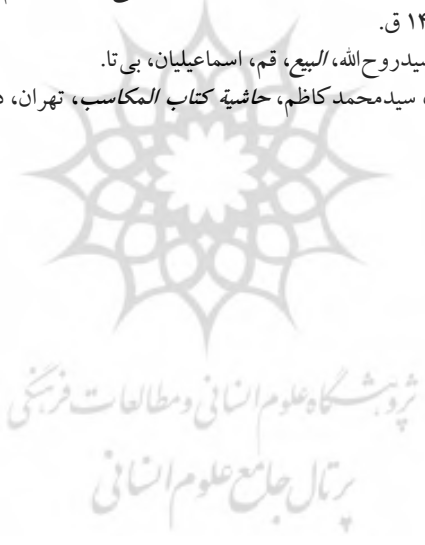 ۱۴ ق.
سیدروح‌الله، البیع، قم، اسماعیلیان، بی‌تا.
، سیدمحمدکاظم، حاشیة کتاب المکاسب، تهران، د
پژوهشگاه علوم انسانی و مطالعات فرهنگی
پرتال جامع علوم انسانی